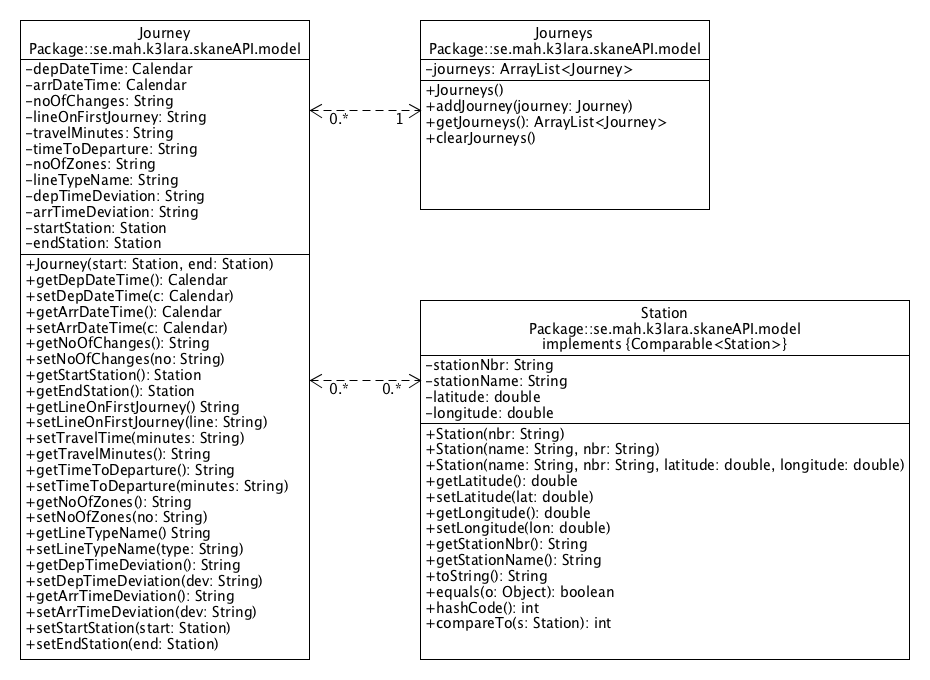 Journey
Package::se.mah.k3lara.skaneAPI.model
-depDateTime: Calendar
-arrDateTime: Calendar
-noOfChanges: String
-lineOnFirstJourney: String
-travelMinutes: String
-timeToDeparture: String
-noOfZones: String
-lineTypeName: String
-depTimeDeviation: String
-arrTimeDeviation: String
-startStation: Station
-endStation: Station
+Journey(start: Station, end: Station)
+getDepDateTime(): Calendar
+setDepDateTime(c: Calendar)
+getArrDateTime(): Calendar
+setArrDateTime(c: Calendar)
+getNoOfChanges(): String
+setNoOfChanges(no: String)
+getStartStation(): Station
+getEndStation(): Station
+getLineOnFirstJourney() String
+setLineOnFirstJourney(line: String)
+setTravelTime(minutes: String)
+getTravelMinutes(): String
+getTimeToDeparture(): String
+setTimeToDeparture(minutes: String)
+getNoOfZones(): String
+setNoOfZones(no: String)
+getLineTypeName() String
+setLineTypeName(type: String)
+getDepTimeDeviation(): String
+setDepTimeDeviation(dev: String)
+getArrTimeDeviation(): String
+setArrTimeDeviation(dev: String)
+setStartStation(start: Station)
+setEndStation(end: Station)
0.* 1
0.* 0.*
Journeys
Package::se.mah.k3lara.skaneAPI.model
-journeys: ArrayList<Journey>
+Journeys()
+addJourney(journey: Journey)
+getJourneys(): ArrayList<Journey>
+clearJourneys()
Station
Package::se.mah.k3lara.skaneAPI.model
implements {Comparable<Station>}
-stationNbr: String
-stationName: String
-latitude: double
-longitude: double
+Station(nbr: String)
+Station(name: String, nbr: String)
+Station(name: String, nbr: String, latitude: double, longitude: double)
+getLatitude(): double
+setLatitude(lat: double)
+getLongitude(): double
+setLongitude(lon: double)
+getStationNbr(): String
+getStationName(): String
+toString(): String
+equals(o: Object): boolean
+hashCode(): int
+compareTo(s: Station): int